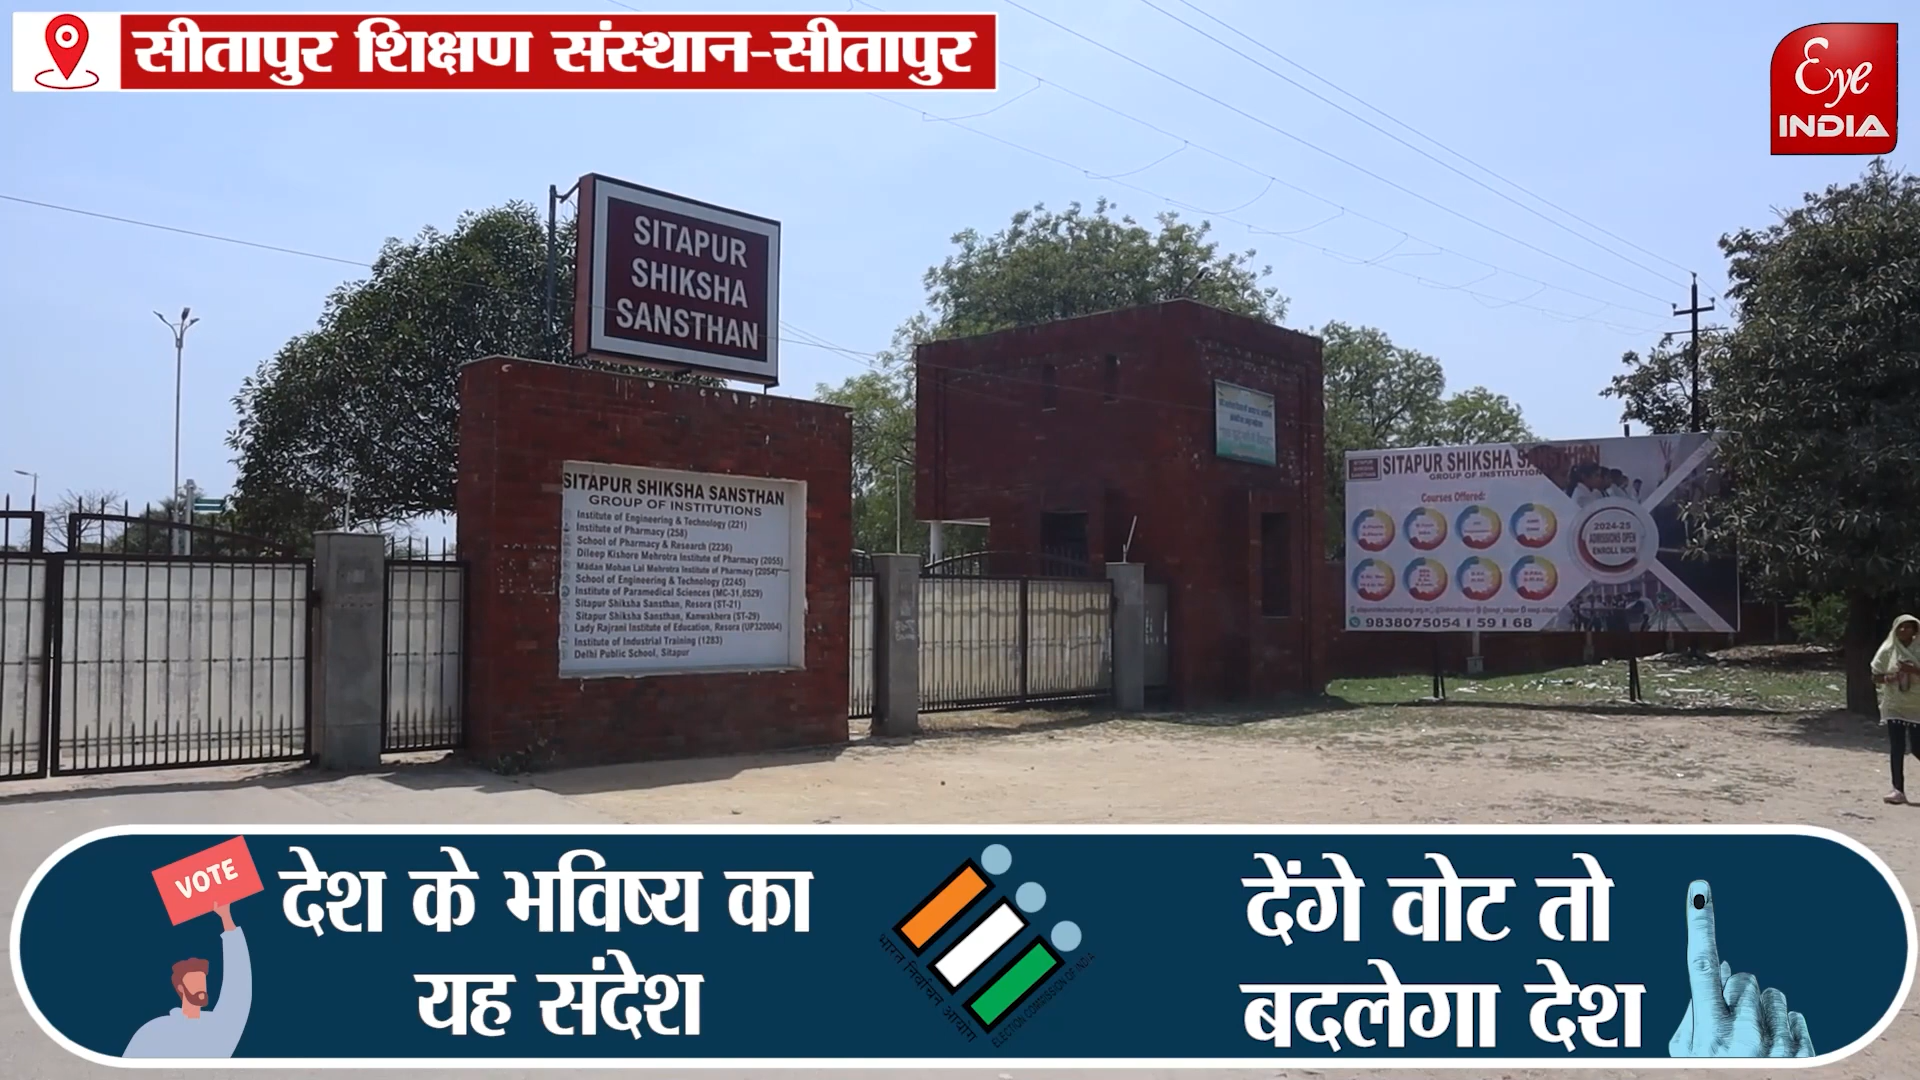 सीतापुर शिक्षण संस्थान-सीतापुर
Eye
INDIA
SITAPUR
SHIKSHA
SANSTHAN
SITAPUR SHIKSHA SANSTHAN
GROUP OF INSTITUTIONS
Institute of Engineering & Technology (221)
Institute of Pharmacy (258)
School of Pharmacy & Research (2236)
Dileep Kishore Mehrotra Institute of Pharmacy (2055)
Madan Mohan Lal Mehrotra Institute of Pharmacy (2054)
School of Engineering & Technology (2245)
Institute of Paramedical Sciences (MC-31,0529)
Sitapur Shiksha Sansthan, Resora (ST-21)
Sitapur Shiksha Sansthan, Kanwakhera (ST-29)
Lady Rajrani Institute of Education, Resora (UP320004)
Institute of Industrial Training (1283)
Delhi Public School, Sitapur
SITAPUR SHIKSHA SANSTHAN
GROUP OF INSTITUTION
Courses Offered:
2024-25
ADMISSIONS OPEN
ENROLL NOW
9838075054 I 59 I 68
VOTE
देश के भविष्य का
यह संदेश
भारत निर्वाचन आयोग
ELECTION COMMISSION OF INDIA
देंगे वोट तो
बदलेगा देश